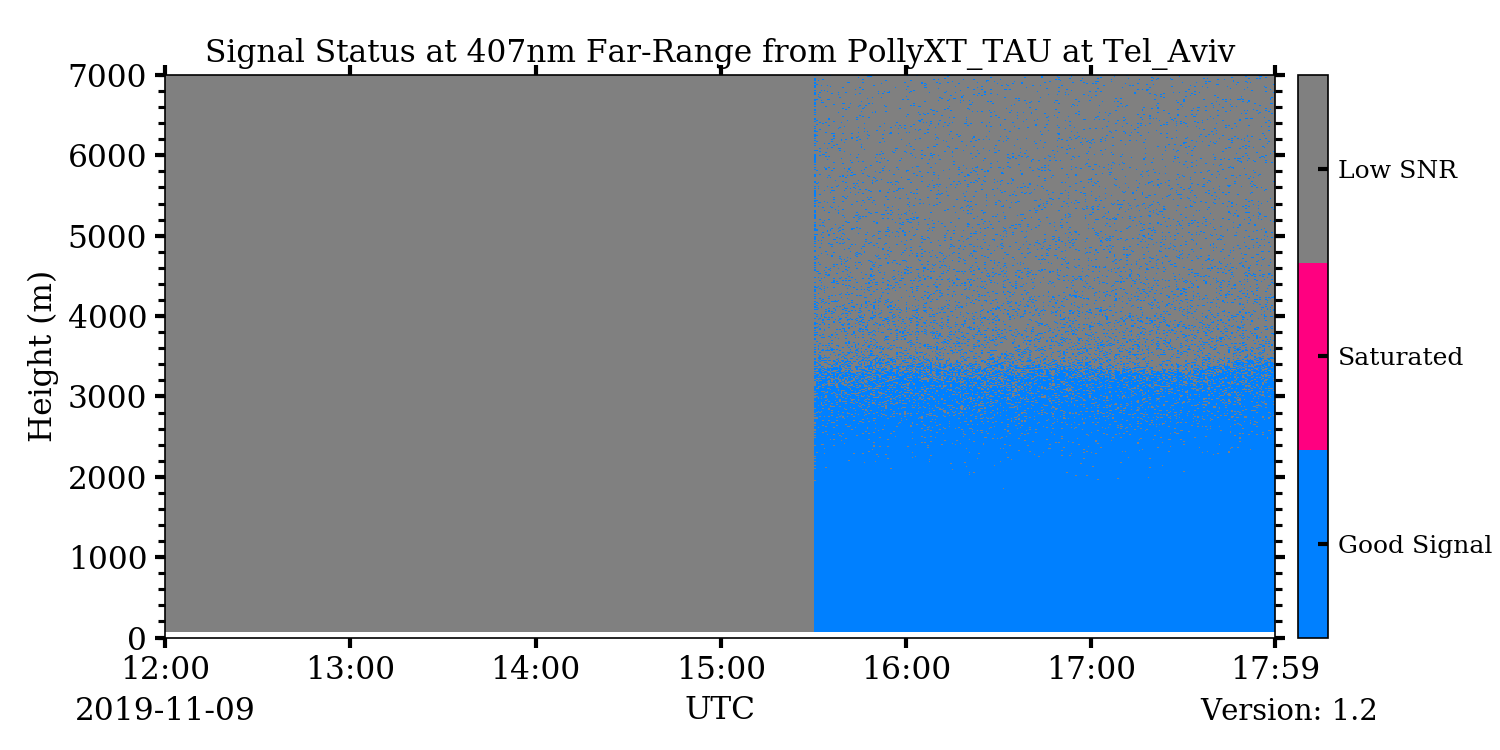 Signal Status at 407nm Far-Range from PollyXT_TAU at Tel_Aviv
7000
6000
5000
4000
3000
2000
1000
0
Height (m)
12:00
13:00
14:00
15:00
16:00
17:00
17:59
2019-11-09
UTC
Version: 1.2
Low SNR
Saturated
Good Signal